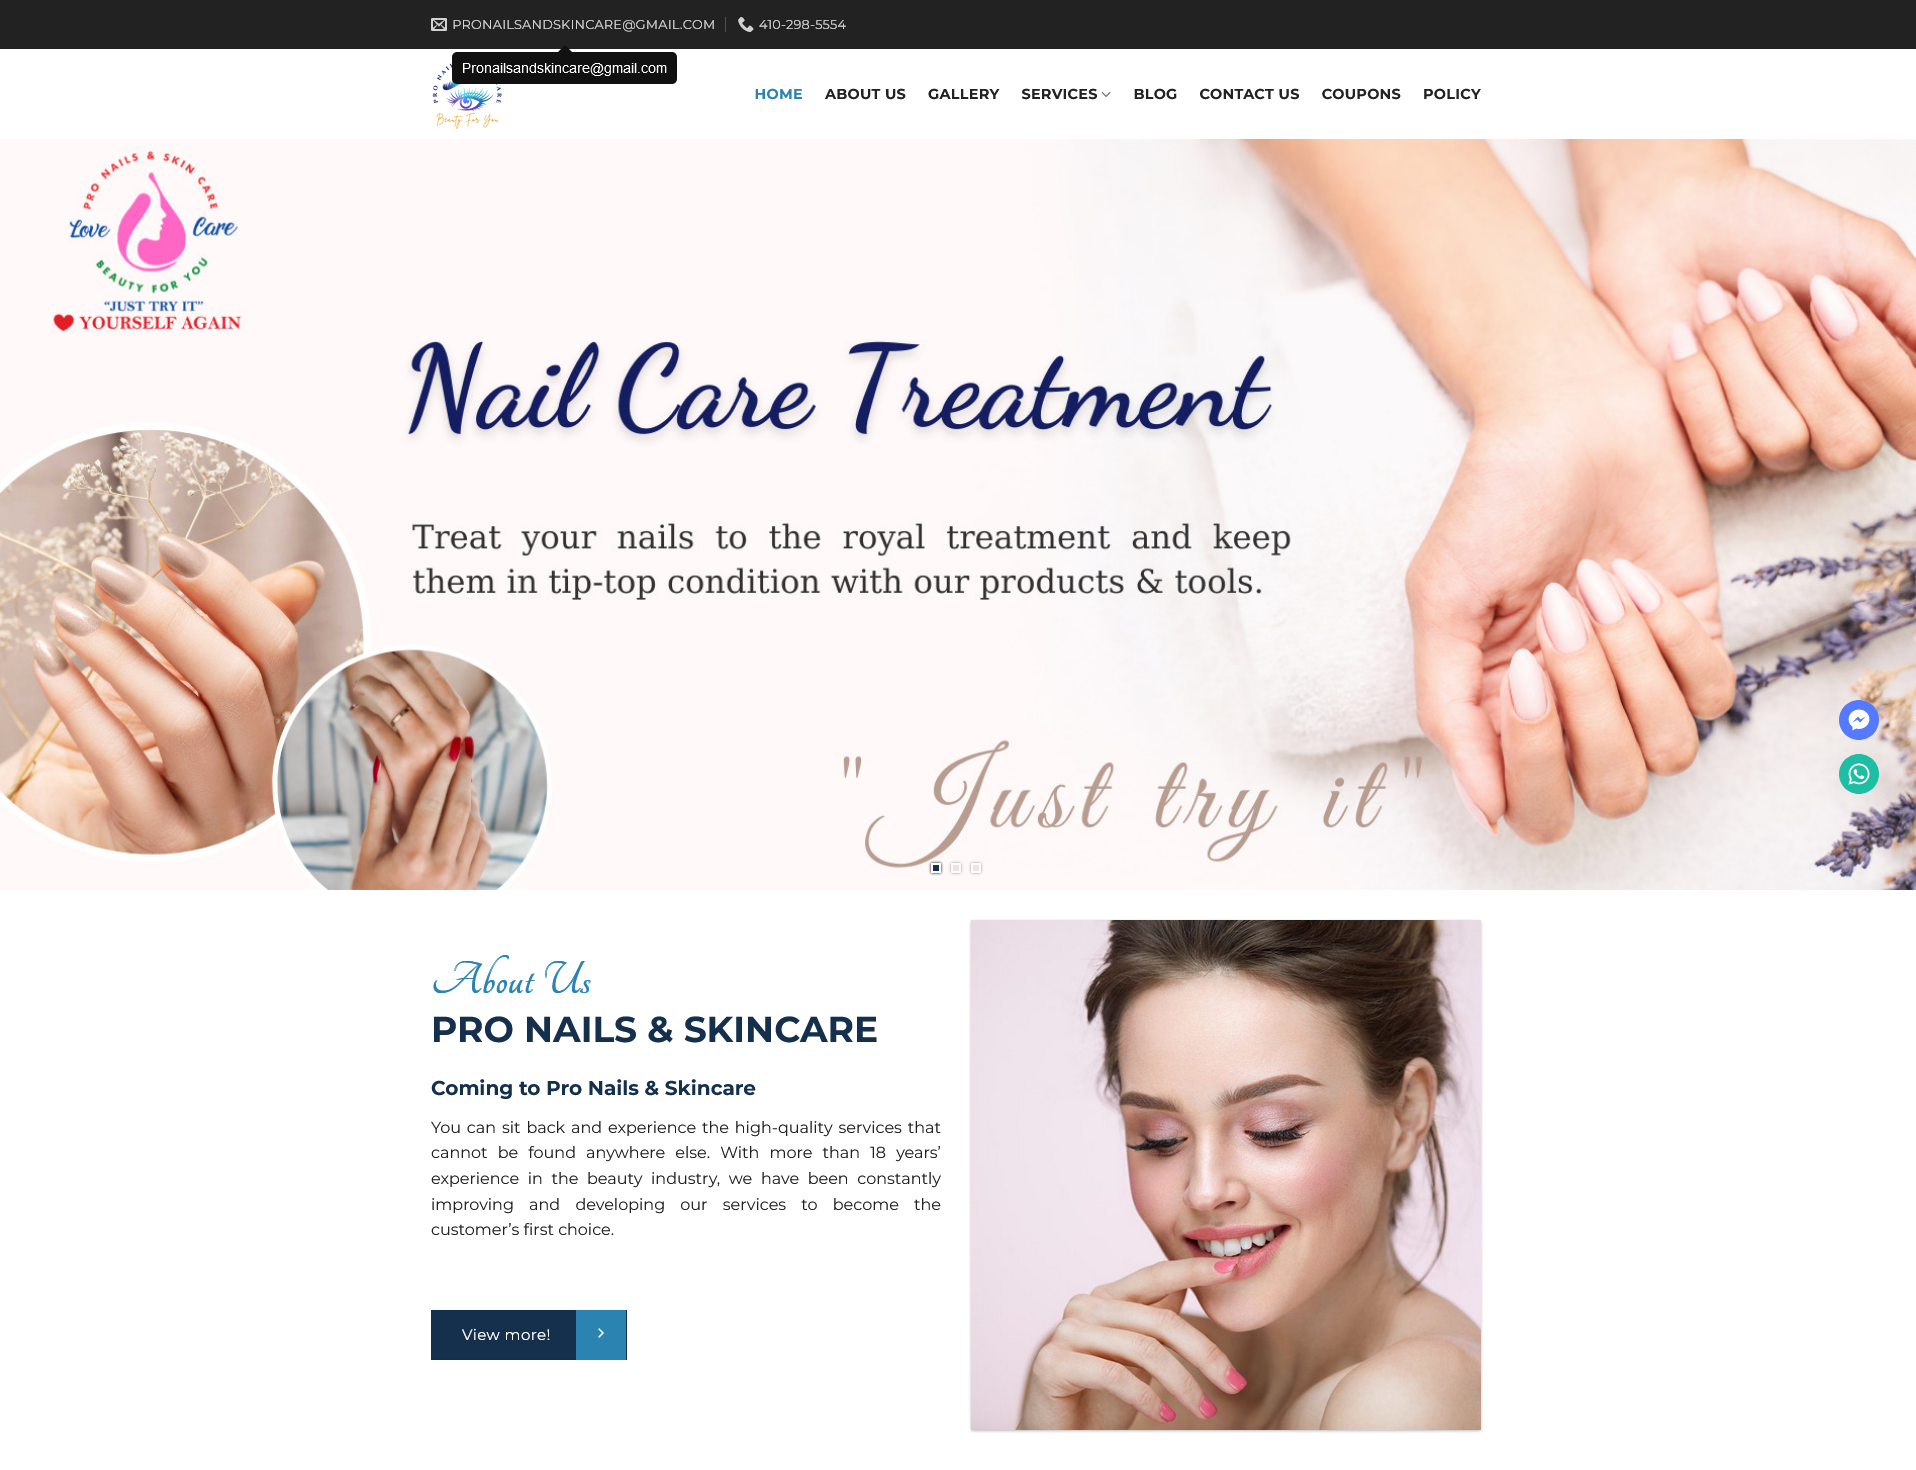 PRONAILSANDSKINCARE@GMAIL.COM
410-298-5554
Pronailsandskincare@gmail.com
Beauty For You
HOME
ABOUT US
GALLERY
SERVICES
BLOG
CONTACT US
COUPONS
POLICY
PRO NAILS & SKIN CARE
Love Care
BEAUTY FOR YOU
“JUST TRY IT”
YOURSELF AGAIN
Nail Care Treatment
Treat your nails to the royal treatment and keep
them in tip-top condition with our products & tools.
" Just try it"
About Us
PRO NAILS & SKINCARE
Coming to Pro Nails & Skincare
You can sit back and experience the high-quality services that
cannot be found anywhere else. With more than 18 years’
experience in the beauty industry, we have been constantly
improving and developing our services to become the
customer’s first choice.
View more!